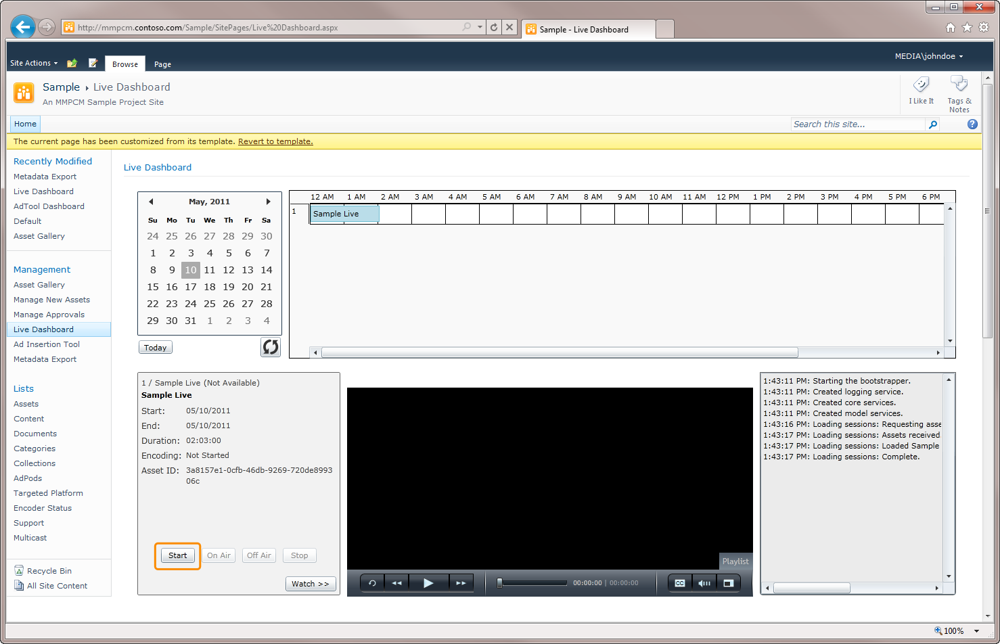 http://mmpcm.contoso.com/Sample/SitePages/Live%20Dashboard.aspx
Sample - Live Dashboard
Site Actions
Browse
Page
MEDIA\johndoe
Sample
Live Dashboard
An MMPCM Sample Project Site
I Like It
Tags &
Notes
Home
Search this site...
The current page has been customized from its template. Revert to template.
Recently Modified
Metadata Export
Live Dashboard
AdTool Dashboard
Default
Asset Gallery
Management
Asset Gallery
Manage New Assets
Manage Approvals
Live Dashboard
Ad Insertion Tool
Metadata Export
Lists
Assets
Content
Documents
Categories
Collections
AdPods
Targeted Platform
Encoder Status
Support
Multicast
Recycle Bin
All Site Content
Live Dashboard
May, 2011
Su Mo Tu We Th Fr Sa
24 25 26 27 28 29 30
1 2 3 4 5 6 7
8 9 10 11 12 13 14
15 16 17 18 19 20 21
22 23 24 25 26 27 28
29 30 31 1 2 3 4
Today
12 AM 1 AM 2 AM 3 AM 4 AM 5 AM 6 AM 7 AM 8 AM 9 AM 10 AM 11 AM 12 PM 1 PM 2 PM 3 PM 4 PM 5 PM 6 PM
1 Sample Live
1 / Sample Live (Not Available)
Sample Live
Start: 05/10/2011
End: 05/10/2011
Duration: 02:03:00
Encoding: Not Started
Asset ID: 3a8157e1-0cfb-46db-9269-720de8993
06c
Start On Air Off Air Stop
Watch >>
Playlist
00:00:00 | 00:00:00
CC
1:43:11 PM: Starting the bootstrapper.
1:43:11 PM: Created logging service.
1:43:11 PM: Created core services.
1:43:11 PM: Created model services.
1:43:16 PM: Loading sessions: Requesting asse
1:43:17 PM: Loading sessions: Assets received
1:43:17 PM: Loading sessions: Loaded Sample
1:43:17 PM: Loading sessions: Complete.
100%